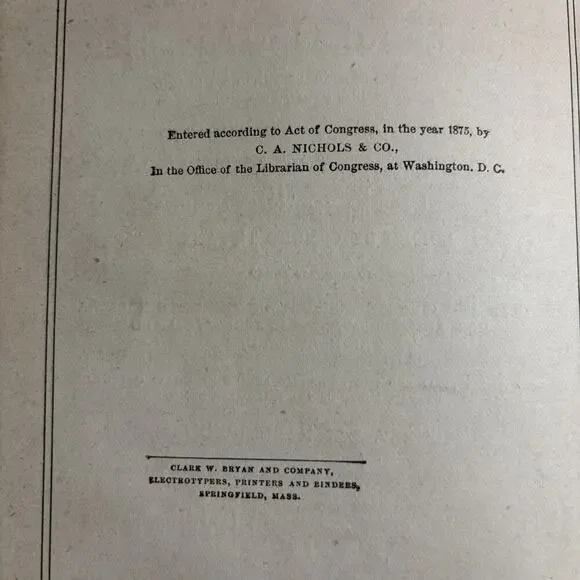 Entered according to Act of Congress, in the year 1875, by
C. A. NICHOLS & CO.,
In the Office of the Librarian of Congress, at Washington. D. C.
CLARK W. BRYAN AND COMPANY,
ELECTROTYPERS, PRINTERS AND BINDERS,
SPRINGFIELD, MASS.